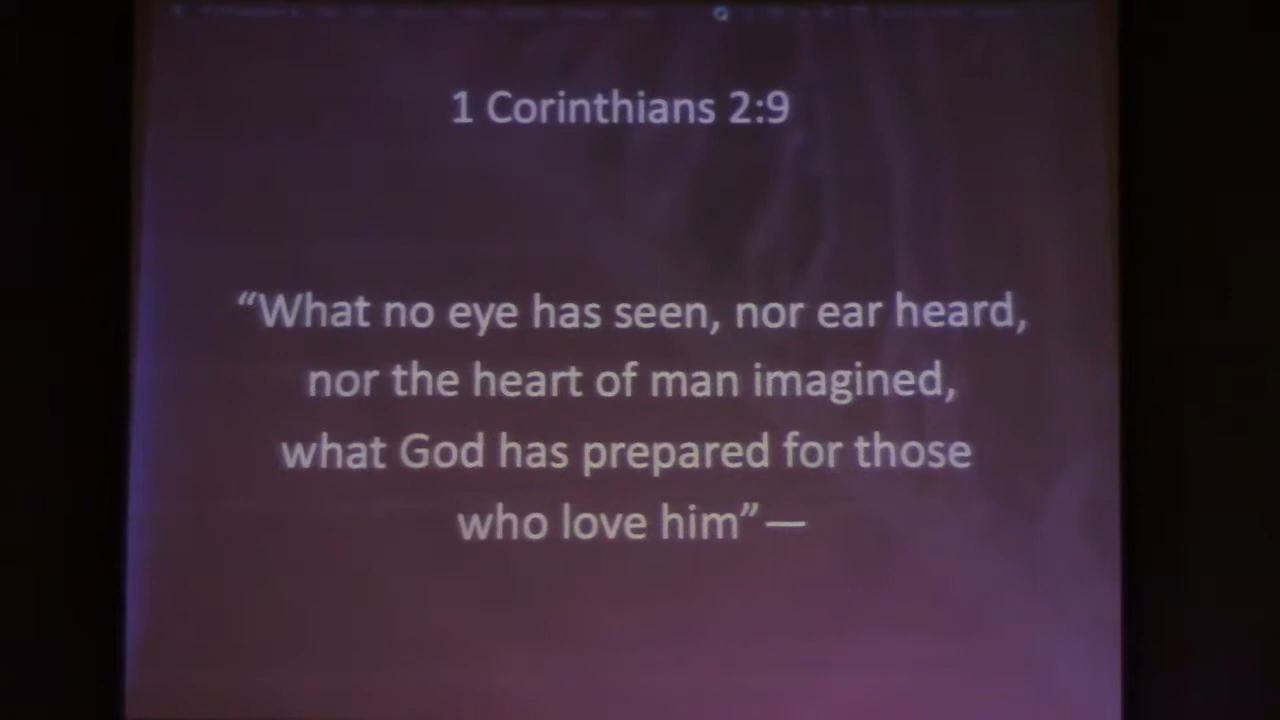 1 Corinthians 2:9
“What no eye has seen, nor ear heard,
nor the heart of man imagined,
what God has prepared for those
who love him”—